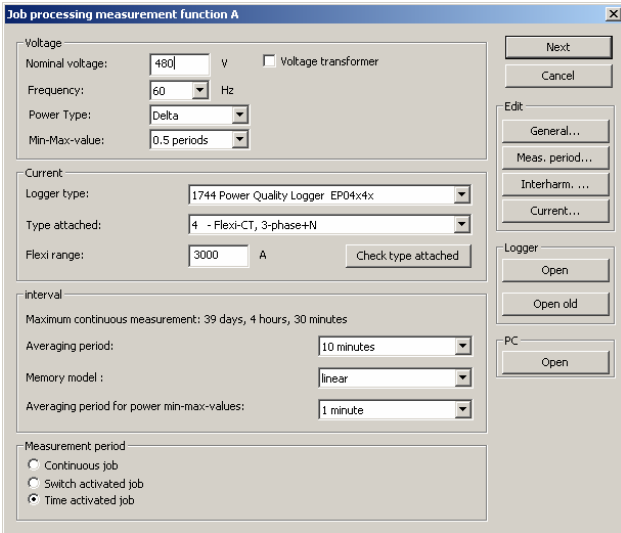 Job processing measurement function A
Voltage
Nominal voltage: 480 V Voltage transformer
Frequency: 60 Hz
Power Type: Delta
Min-Max-value: 0.5 periods
Current
Logger type: 1744 Power Quality Logger EP04x4x
Type attached: 4 - Flexi-CT, 3-phase+N
Flexi range: 3000 A Check type attached
interval
Maximum continuous measurement: 39 days, 4 hours, 30 minutes
Averaging period: 10 minutes
Memory model : linear
Averaging period for power min-max-values: 1 minute
Measurement period
Continuous job
Switch activated job
Time activated job
Next
Cancel
Edit
General...
Meas. period...
Interharm. ...
Current...
Logger
Open
Open old
PC
Open